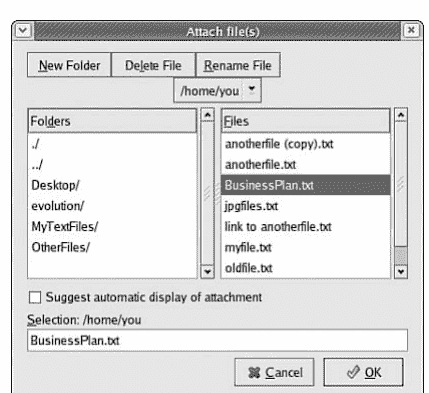 Attach file(s)
New Folder Delete File Rename File
/home/you
Folders
./
../
Desktop/
evolution/
MyTextFiles/
OtherFiles/
Files
anotherfile (copy).txt
anotherfile.txt
BusinessPlan.txt
jpgfiles.txt
link to anotherfile.txt
myfile.txt
oldfile.txt
Suggest automatic display of attachment
Selection: /home/you
BusinessPlan.txt
Cancel OK